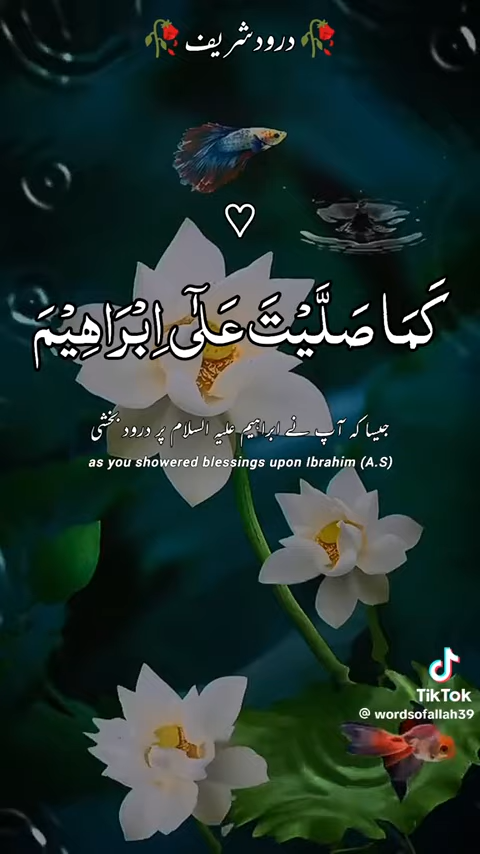 🥀 درود شریف 🥀
♡
كَمَا صَلَّيْتَ عَلٰٓى اِبْرَاهِيْمَ
جیسا کہ آپ نے ابراہیم علیہ السلام پر درود بخشی
as you showered blessings upon Ibrahim (A.S)
TikTok
@ wordsofallah39